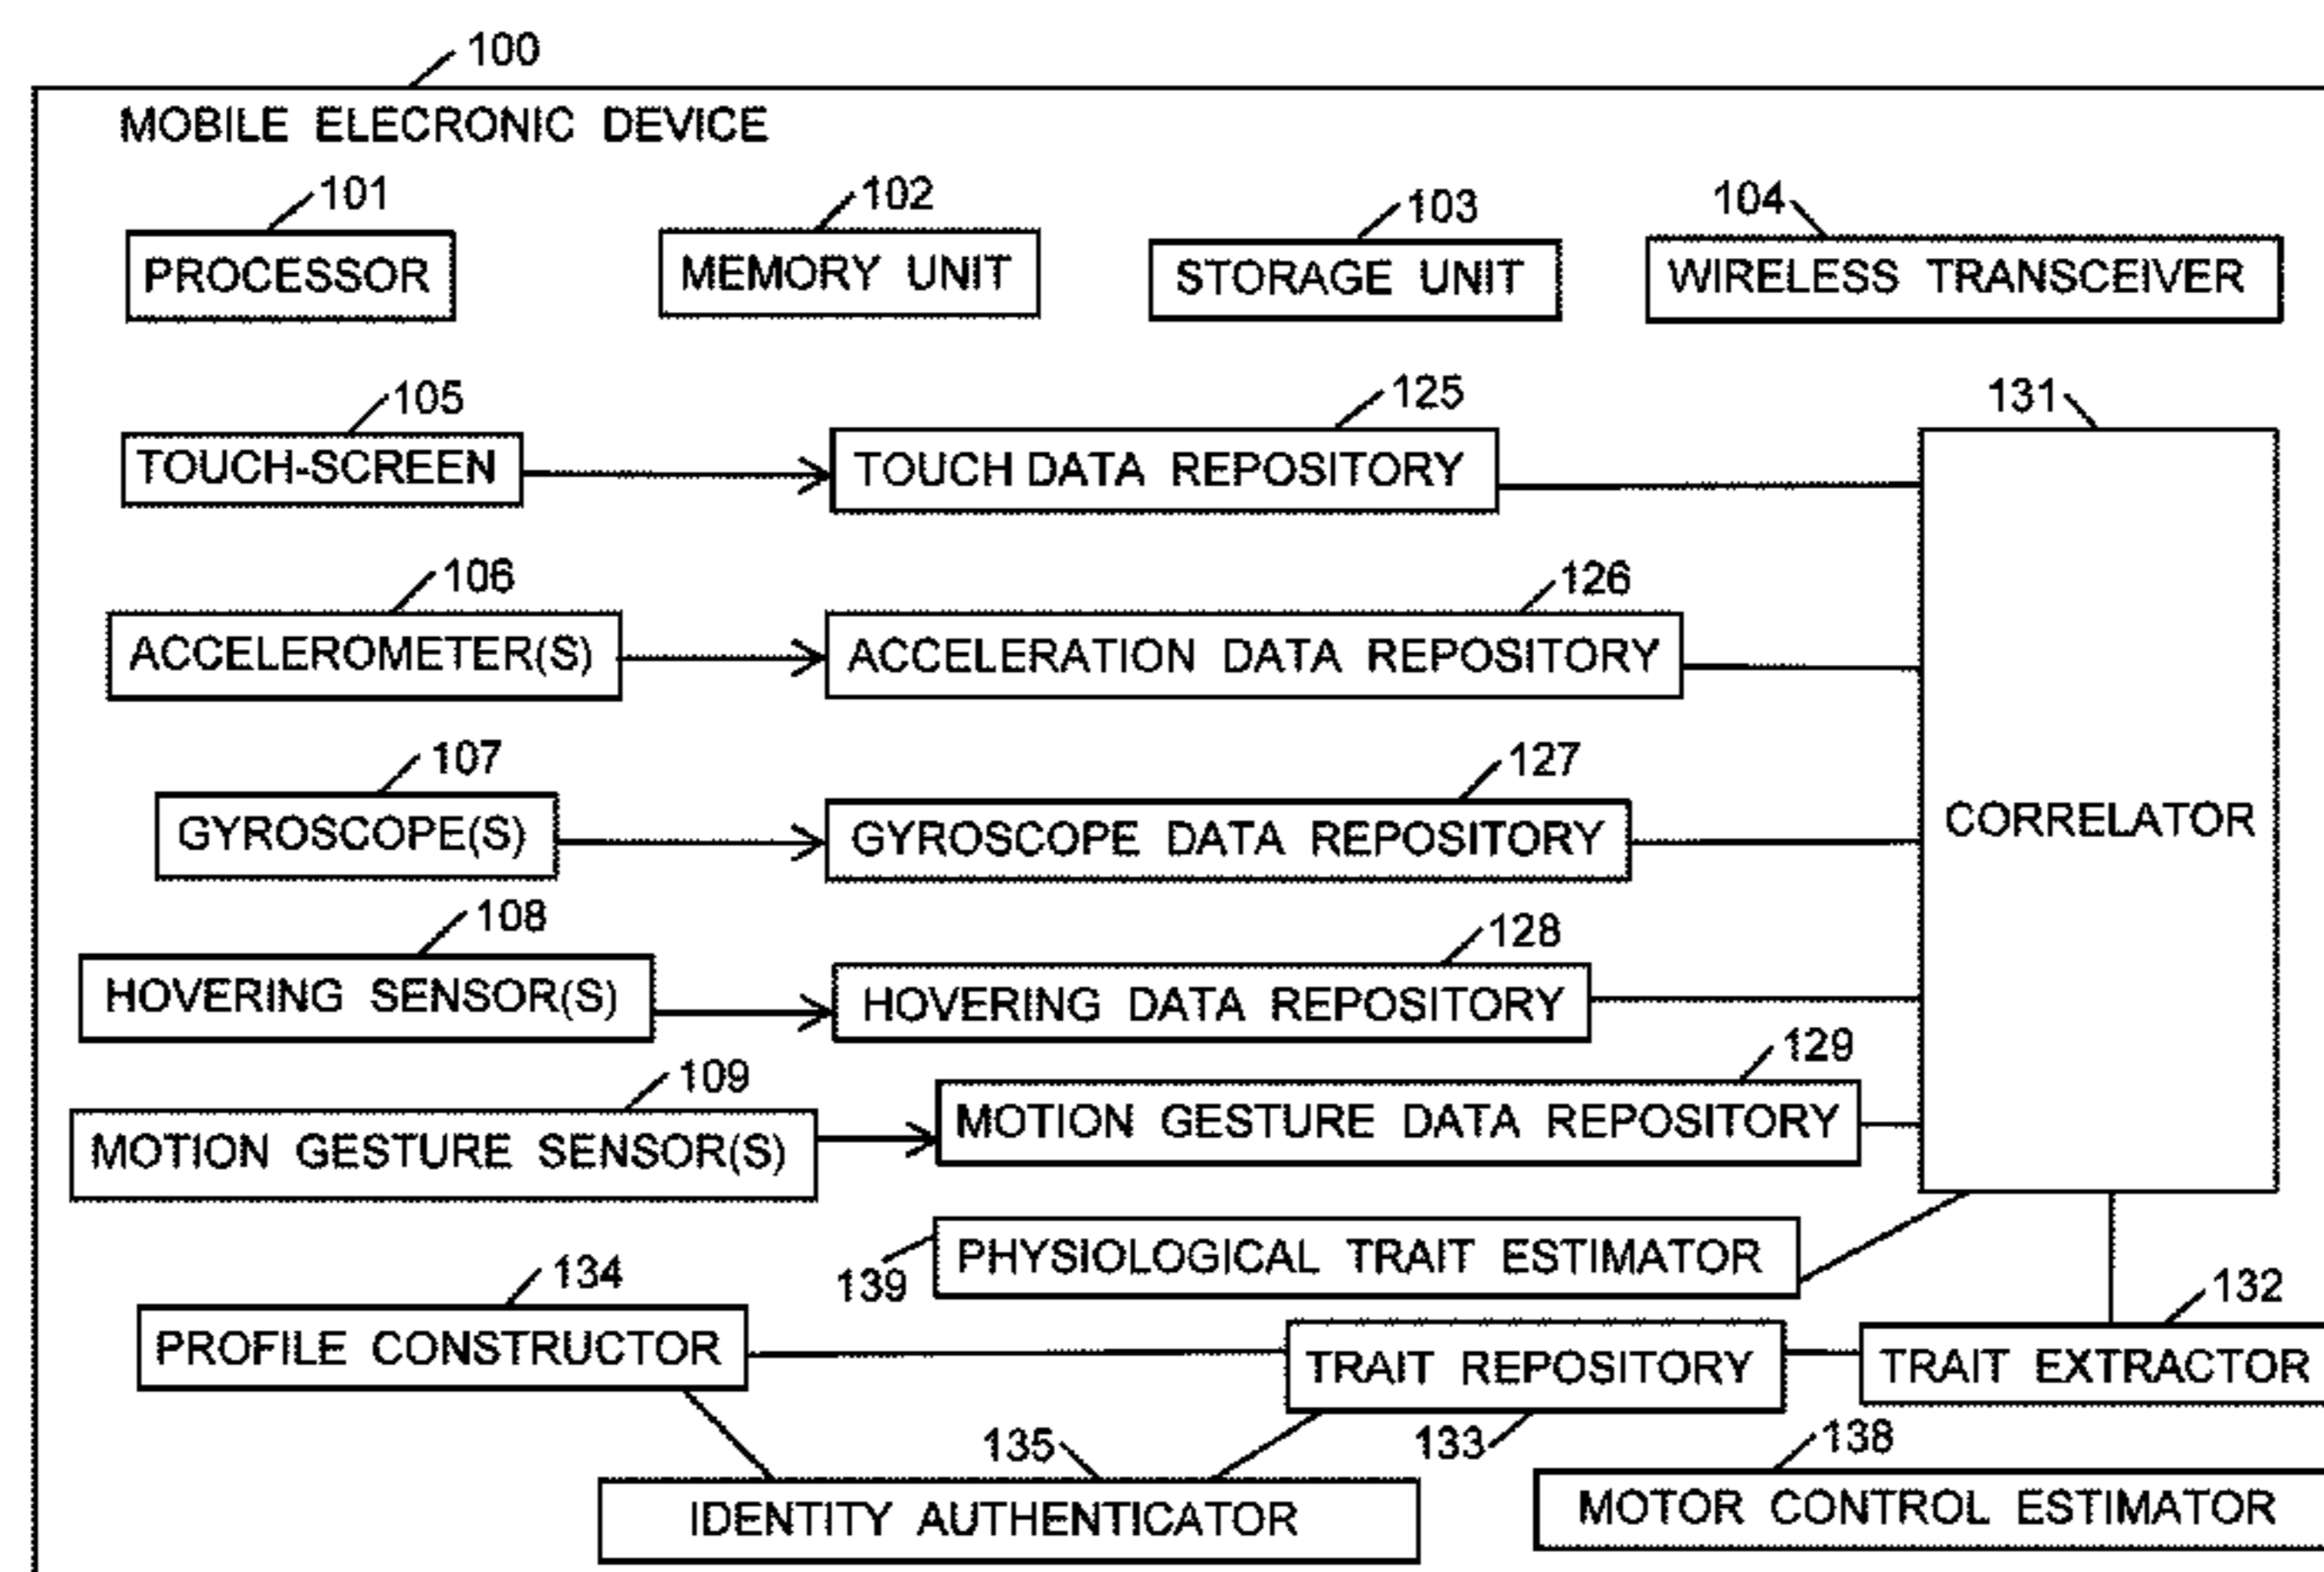 100
MOBILE ELECRONIC DEVICE
101
102
103
104
PROCESSOR
MEMORY UNIT
STORAGE UNIT
WIRELESS TRANSCEIVER
105
125
131
TOUCH-SCREEN
TOUCH DATA REPOSITORY
106
126
ACCELEROMETER(S)
ACCELERATION DATA REPOSITORY
107
127
GYROSCOPE(S)
GYROSCOPE DATA REPOSITORY
CORRELATOR
108
128
HOVERING SENSOR(S)
HOVERING DATA REPOSITORY
109
129
MOTION GESTURE SENSOR(S)
MOTION GESTURE DATA REPOSITORY
139
PHYSIOLOGICAL TRAIT ESTIMATOR
134
132
PROFILE CONSTRUCTOR
TRAIT REPOSITORY
TRAIT EXTRACTOR
135
133
138
IDENTITY AUTHENTICATOR
MOTOR CONTROL ESTIMATOR